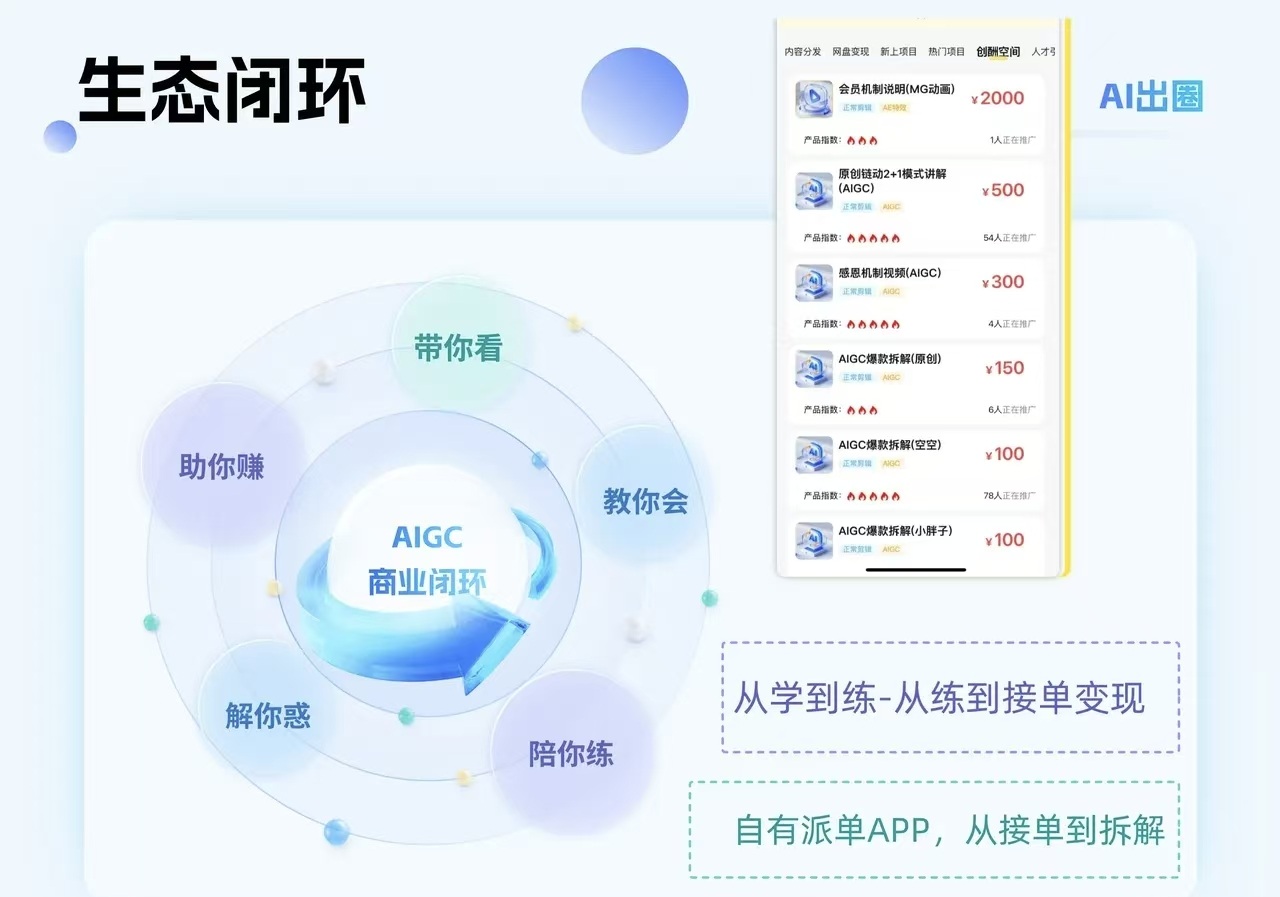 生态闭环
AI出圈
内容分发 网盘变现 新上项目 热门项目 创酬空间 人才引
会员机制说明(MG动画)
¥2000
正常剪辑 AE特效
产品指数:
1人正在推广
原创链动2+1模式讲解
(AIGC)
¥500
正常剪辑 AIGC
产品指数:
54人正在推广
感恩机制视频(AIGC)
¥300
正常剪辑 AIGC
产品指数:
4人正在推广
AIGC爆款拆解(原创)
¥150
正常剪辑 AIGC
产品指数:
6人正在推广
AIGC爆款拆解(空空)
¥100
正常剪辑 AIGC
产品指数:
78人正在推广
AIGC爆款拆解(小胖子)
¥100
正常剪辑 AIGC
带你看
助你赚
教你会
AIGC
商业闭环
解你惑
陪你练
从学到练-从练到接单变现
自有派单APP，从接单到拆解